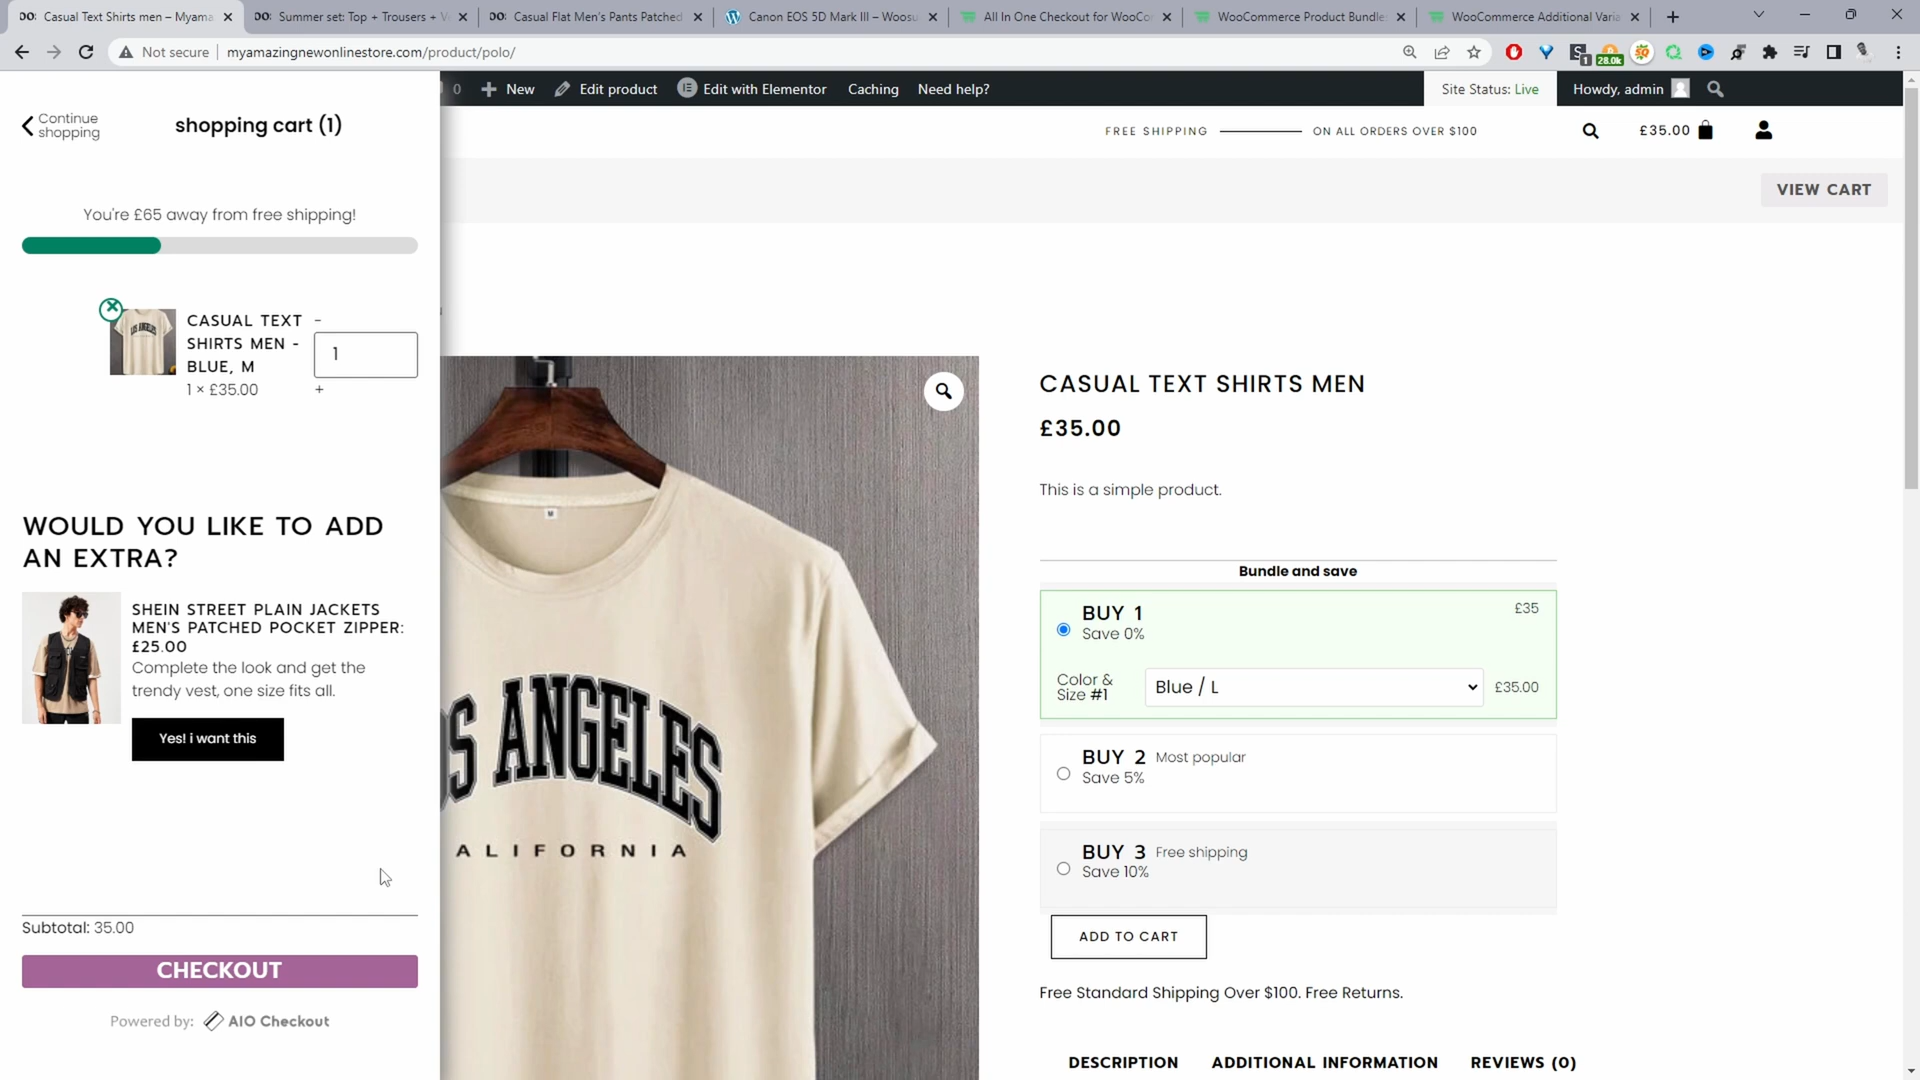 Casual Text Shirts men – Myama
Summer set: Top + Trousers + V
Casual Flat Men's Pants Patched
Canon EOS 5D Mark III – Woosu
All In One Checkout for WooCo
WooCommerce Product Bundle
WooCommerce Additional Varia
Not secure
myamazingnewonlinestore.com/product/polo/
1
28.0k
0
New
Edit product
Edit with Elementor
Caching
Need help?
Site Status: Live
Howdy, admin
Continue
shopping
shopping cart (1)
FREE SHIPPING
ON ALL ORDERS OVER $100
£35.00
VIEW CART
You're £65 away from free shipping!
CASUAL TEXT
SHIRTS MEN -
BLUE, M
1 × £35.00
-
1
+
LOS ANGELES
WOULD YOU LIKE TO ADD
AN EXTRA?
SHEIN STREET PLAIN JACKETS
MEN'S PATCHED POCKET ZIPPER:
£25.00
Complete the look and get the
trendy vest, one size fits all.
Yes! i want this
Subtotal: 35.00
CHECKOUT
Powered by: AIO Checkout
M
OS ANGELES
ALIFORNIA
CASUAL TEXT SHIRTS MEN
£35.00
This is a simple product.
Bundle and save
BUY 1
£35
Save 0%
Color &
Size #1
Blue / L
£35.00
BUY 2 Most popular
Save 5%
BUY 3 Free shipping
Save 10%
ADD TO CART
Free Standard Shipping Over $100. Free Returns.
DESCRIPTION
ADDITIONAL INFORMATION
REVIEWS (0)